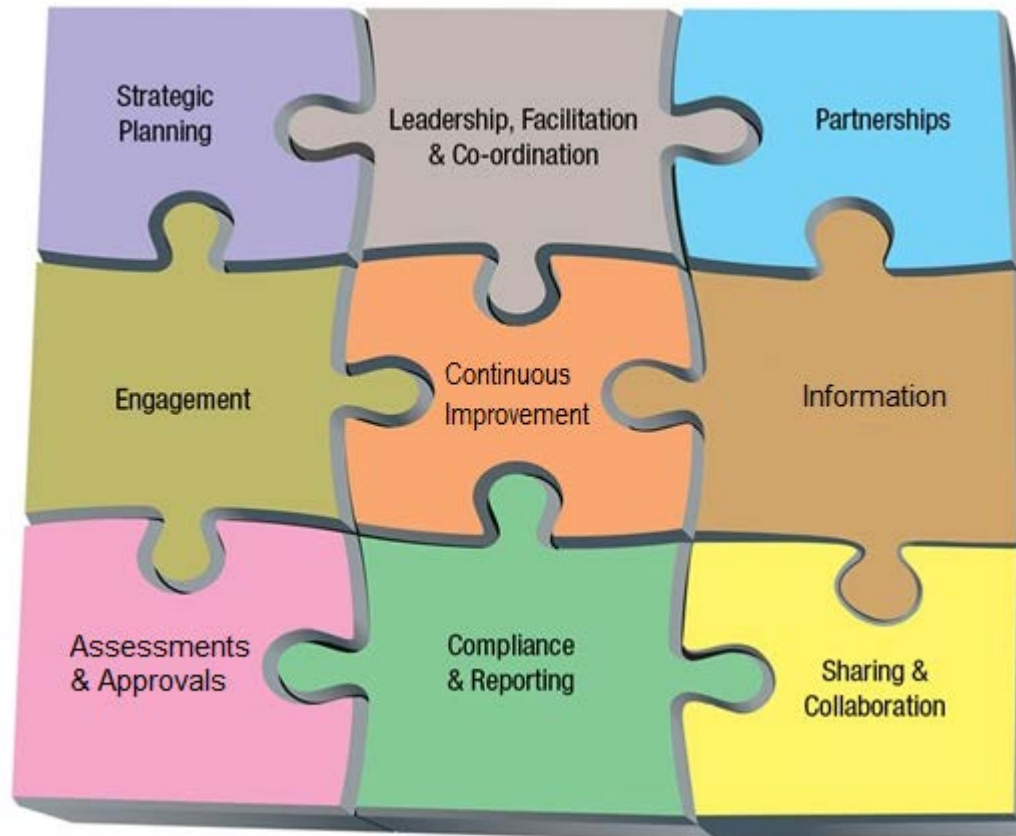 Strategic
Planning
Leadership, Facilitation
& Co-ordination
Partnerships
Engagement
Continuous
Improvement
Information
Assessments
& Approvals
Compliance
& Reporting
Sharing &
Collaboration